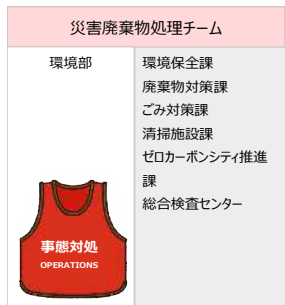 災害廃棄物処理チーム
環境部
環境保全課
廃棄物対策課
ごみ対策課
清掃施設課
ゼロカーボンシティ推進
課
総合検査センター
事態対処
OPERATIONS